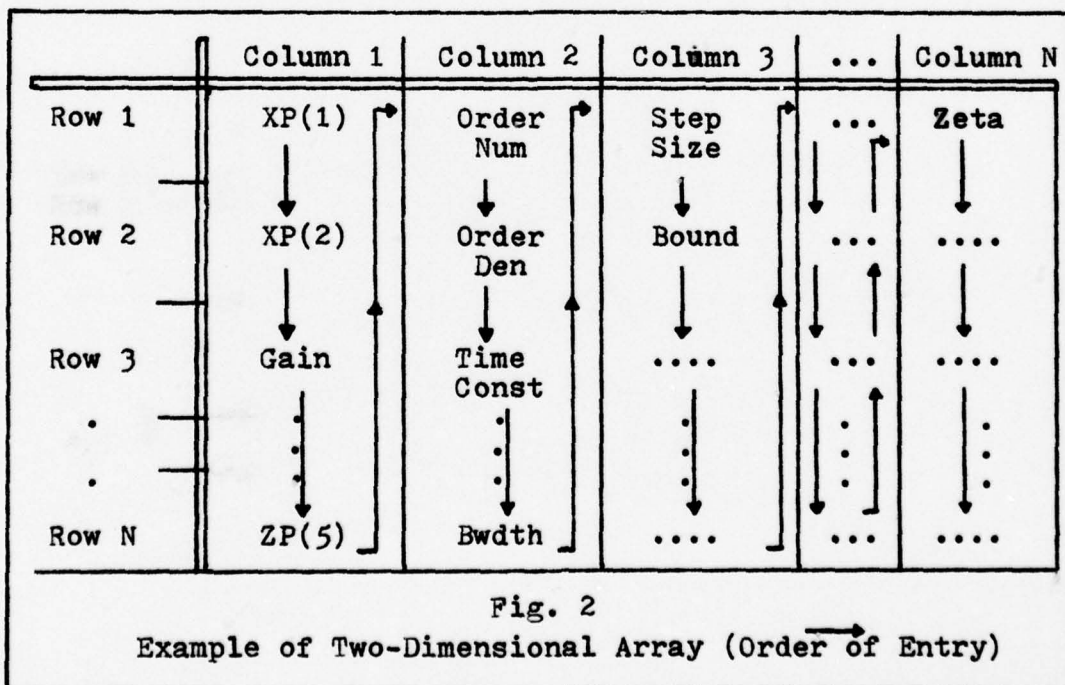 Column 1 Column 2 Column 3 ... Column N
Row 1 XP(1) Order Step ... Zeta
Num Size
Row 2 XP(2) Order Bound ... ....
Den
Row 3 Gain Time .... ... ....
Const
Row N ZP(5) Bwdth .... ... ....
Fig. 2
Example of Two-Dimensional Array (Order of Entry)